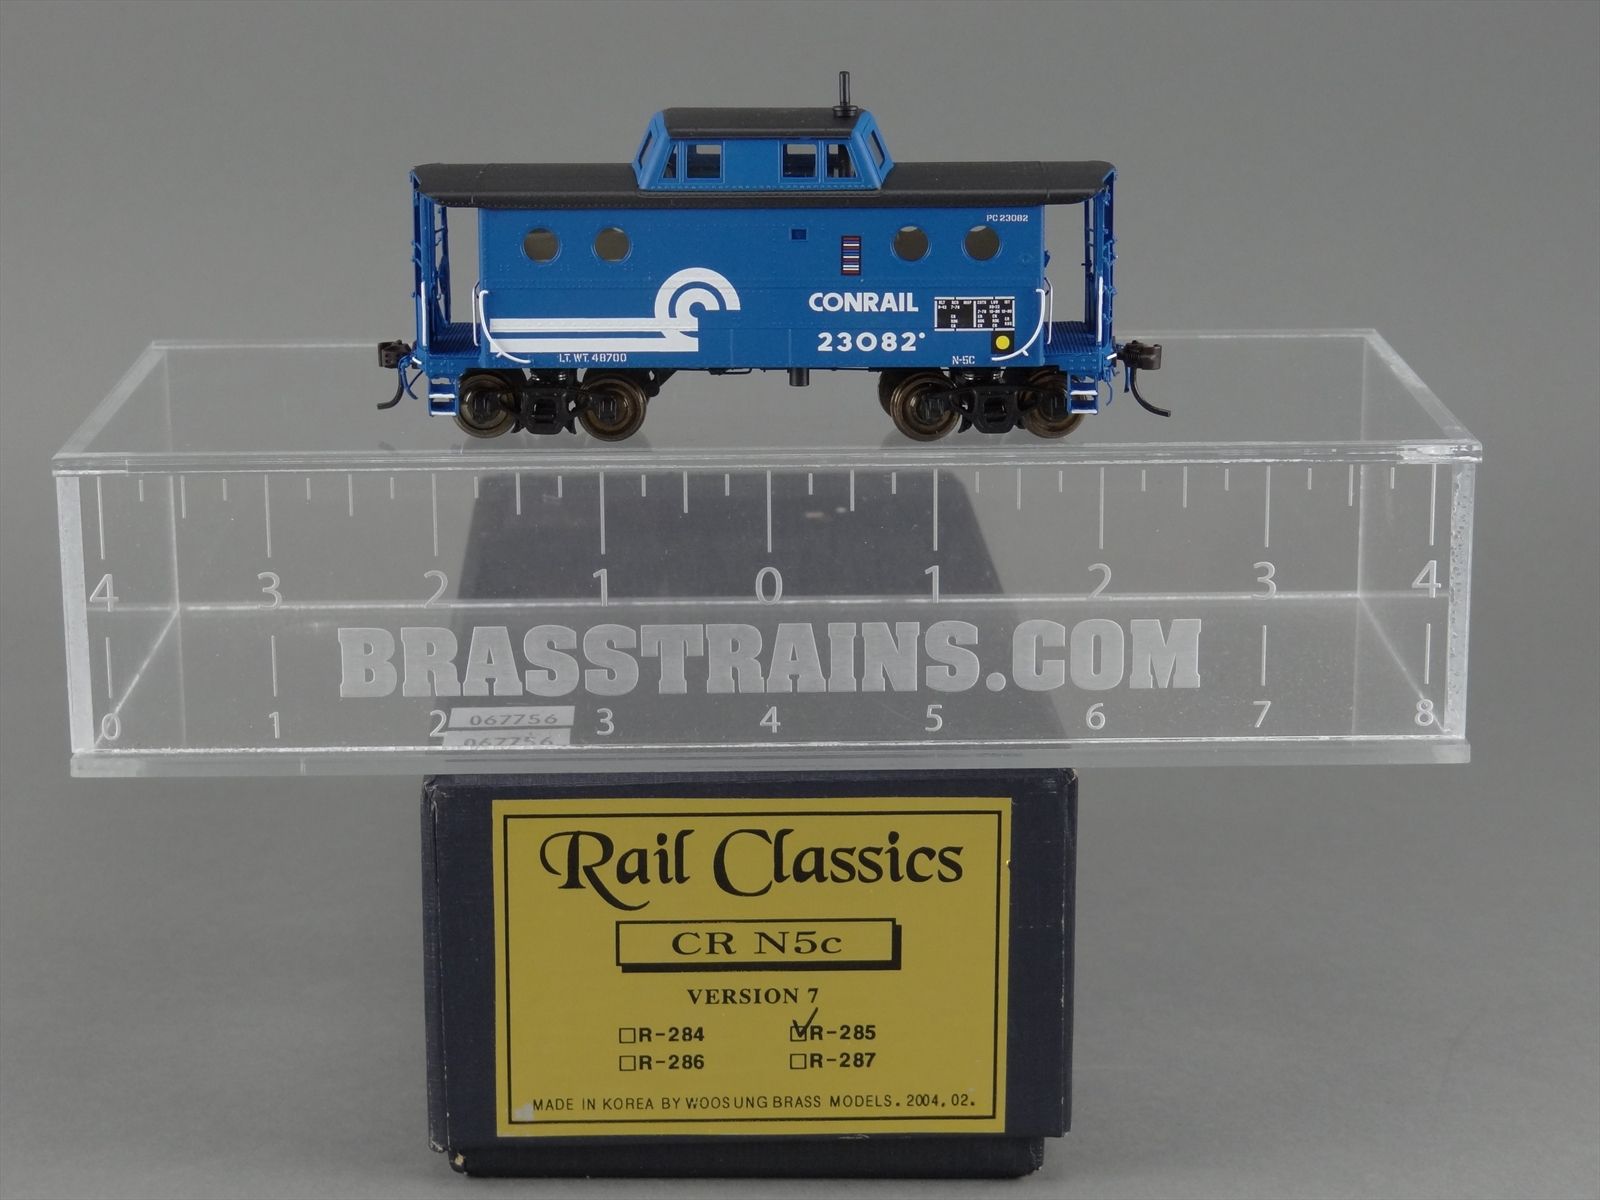 PC 23082
CONRAIL
23082
LT. WT. 48700
N-5C
4 3 2 1 0 1 2 3 4
BRASSTRAINS.COM
0 1 2 3 4 5 6 7 8
067756
067756
Rail Classics
CR N5c
VERSION 7
R-284
R-285
R-286
R-287
MADE IN KOREA BY WOOSUNG BRASS MODELS. 2004. 02.